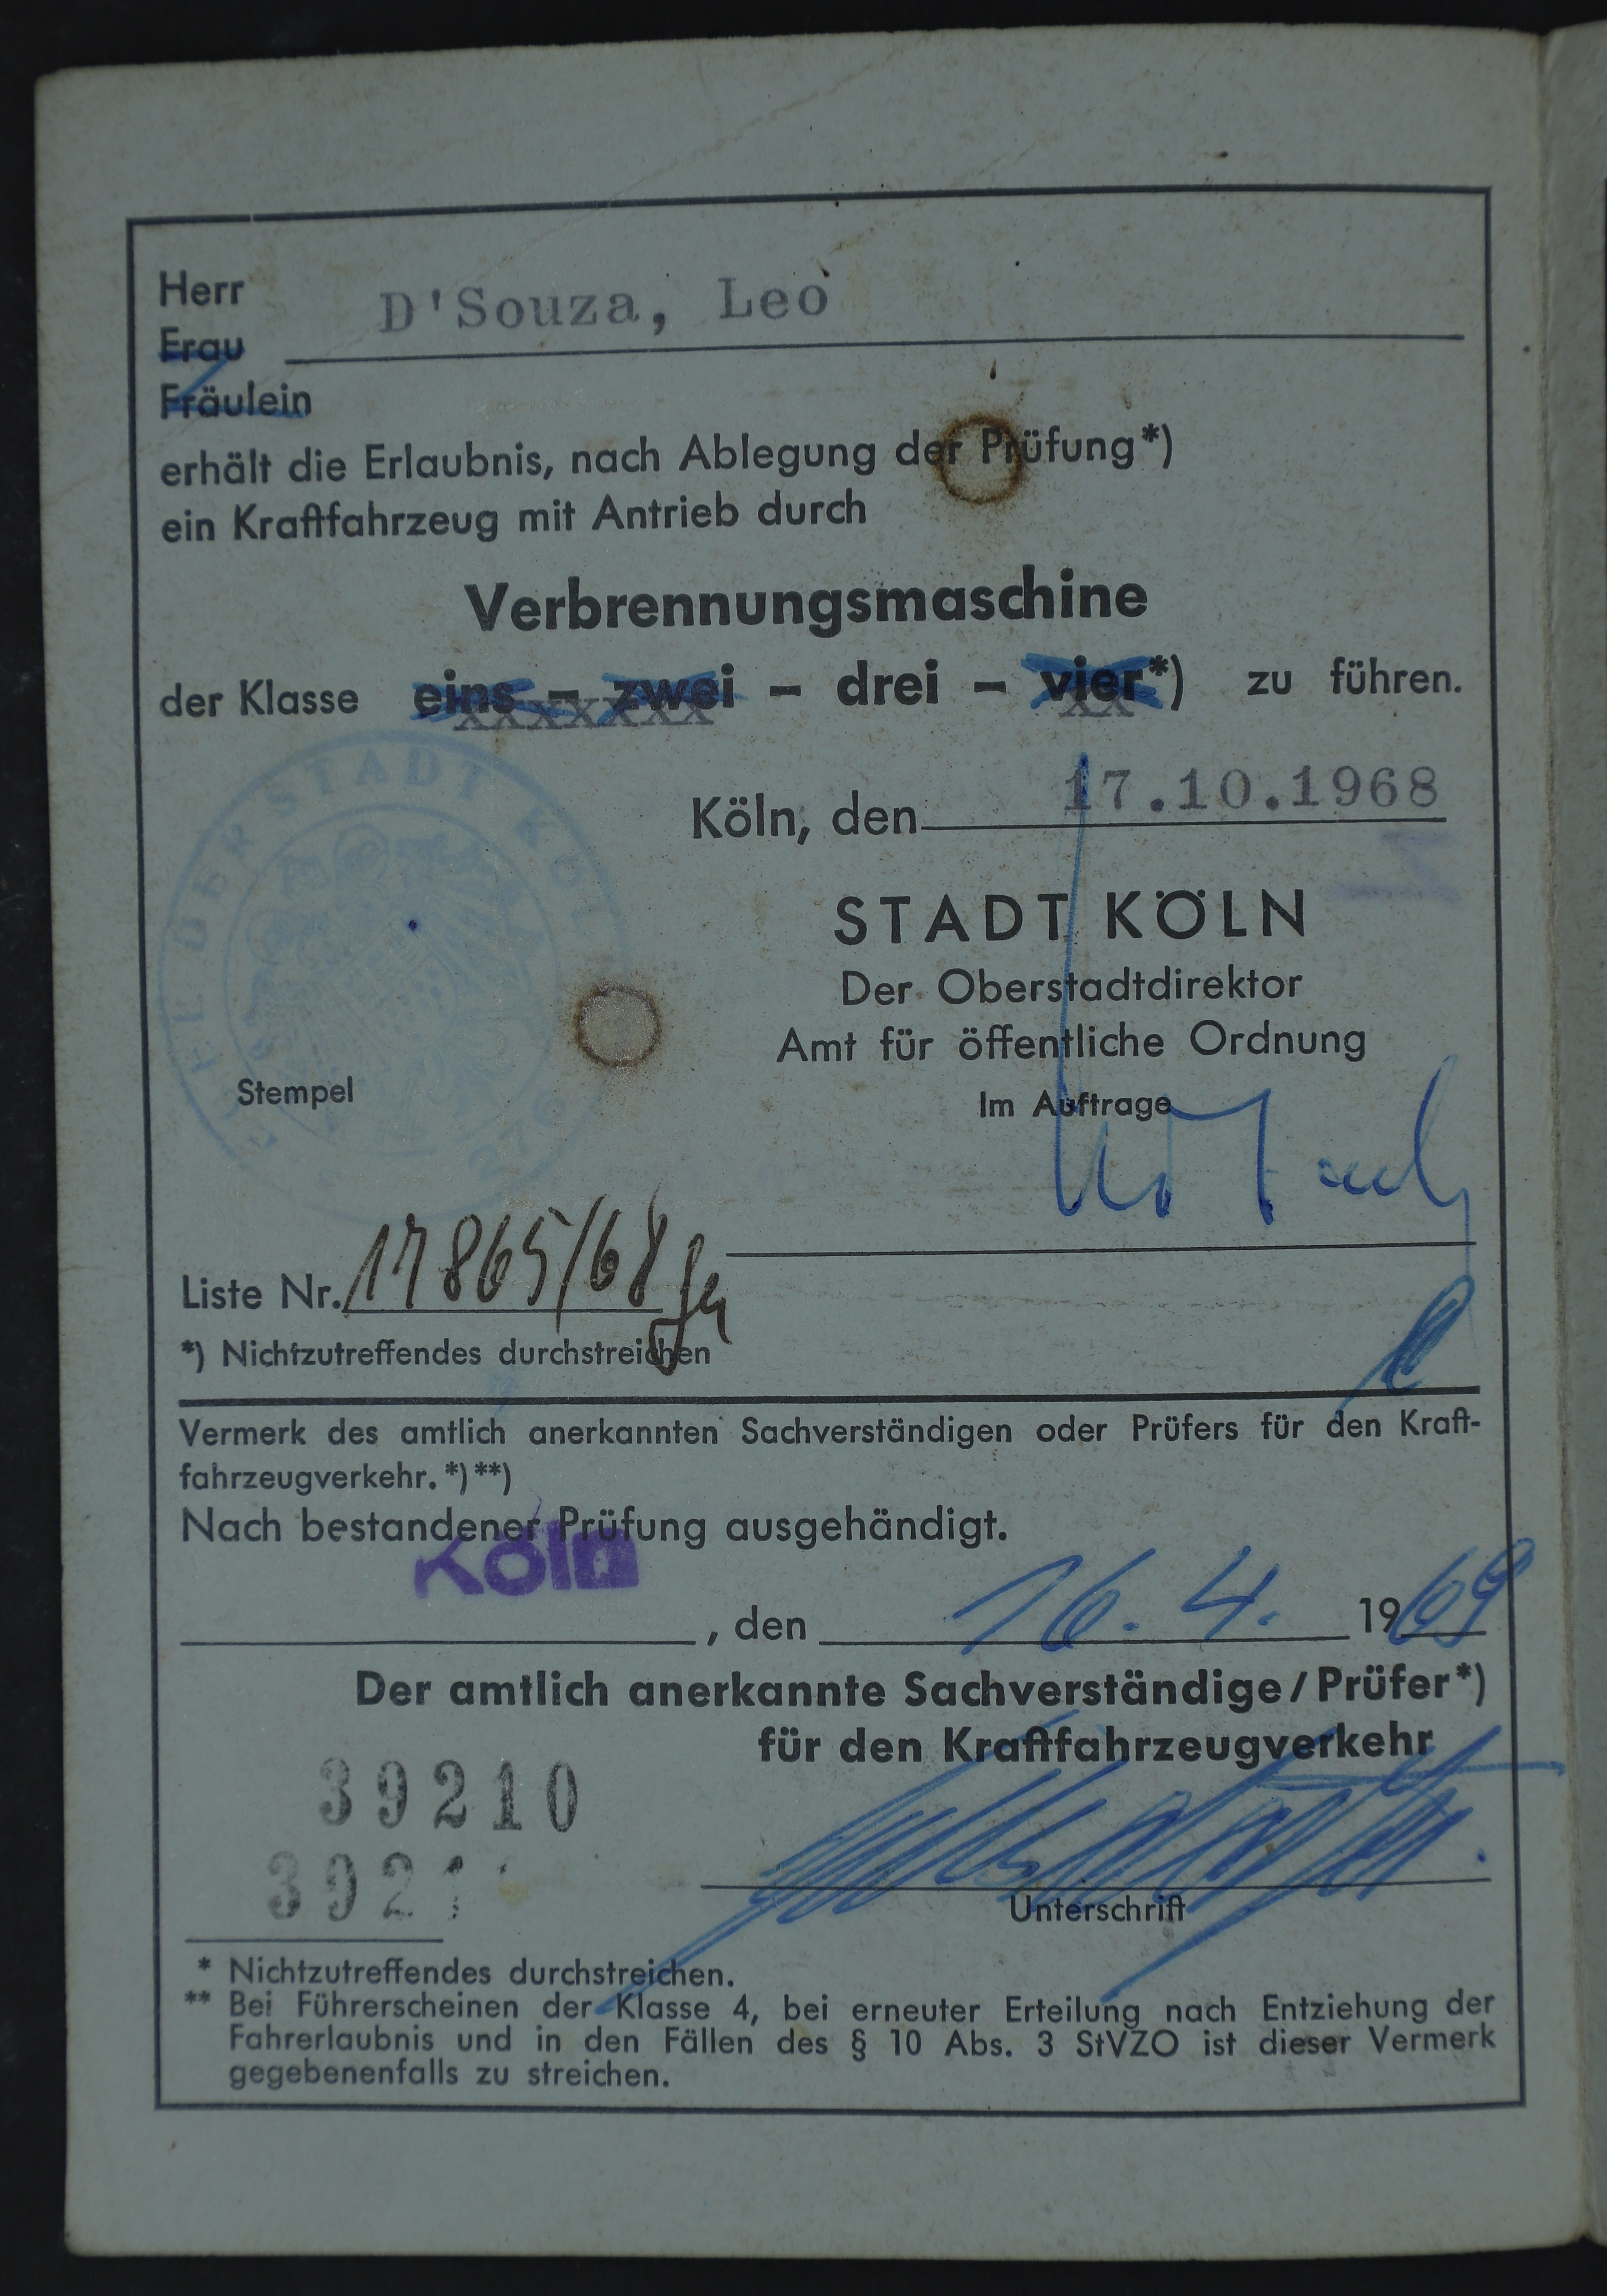 Herr
D'Souza, Leo
Frau
Fräulein
erhält die Erlaubnis, nach Ablegung der Prüfung*)
ein Kraftfahrzeug mit Antrieb durch
Verbrennungsmaschine
der Klasse eins – zwei – drei – vier*) zu führen.
xxxxxxx xx
Köln, den 17.10.1968
STADT KÖLN
Der Oberstadtdirektor
Amt für öffentliche Ordnung
Stempel
Im Auftrage
Liste Nr. 17865/68
*) Nichtzutreffendes durchstreichen
Vermerk des amtlich anerkannten Sachverständigen oder Prüfers für den Kraft-
fahrzeugverkehr.*)**)
Nach bestandener Prüfung ausgehändigt.
Köln
, den 16.4. 1969
Der amtlich anerkannte Sachverständige/Prüfer*)
für den Kraftfahrzeugverkehr
39210
3921
Unterschrift
* Nichtzutreffendes durchstreichen.
** Bei Führerscheinen der Klasse 4, bei erneuter Erteilung nach Entziehung der
Fahrerlaubnis und in den Fällen des § 10 Abs. 3 StVZO ist dieser Vermerk
gegebenenfalls zu streichen.